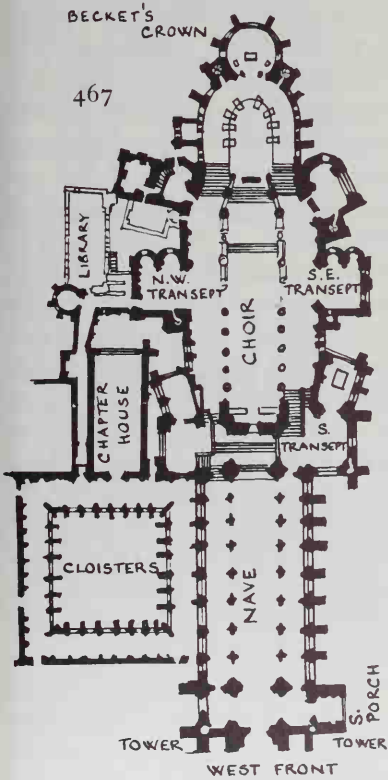 BECKET'S
CROWN
467
LIBRARY
N.W.
TRANSEPT
S.E.
TRANSEPT
CHOIR
CHAPTER
HOUSE
S.
TRANSEPT
CLOISTERS
NAVE
S.
PORCH
TOWER
TOWER
WEST FRONT